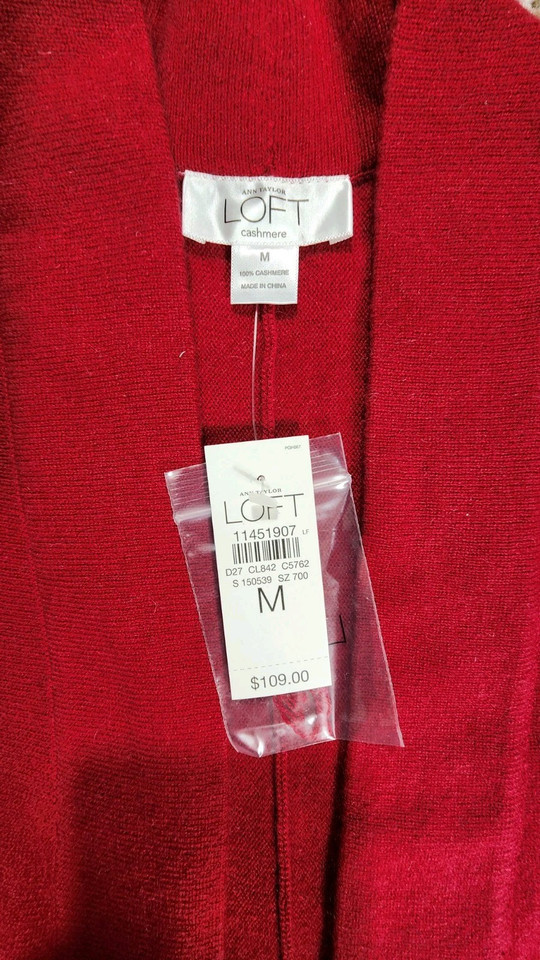 ANN TAYLOR
LOFT
cashmere
M
100% CASHMERE
MADE IN CHINA
ANN TAYLOR
LOFT
11451907 LF
D27 CL842 C5762
S 150539 SZ 700
M
$109.00